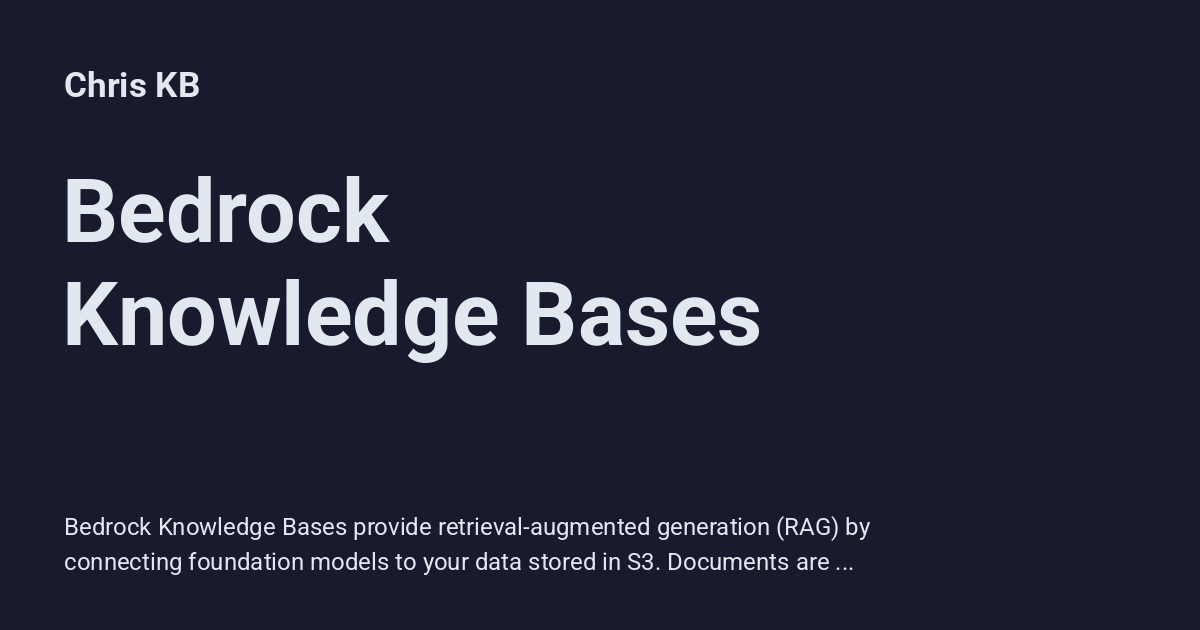 Chris KB
Bedrock
Knowledge Bases
Bedrock Knowledge Bases provide retrieval-augmented generation (RAG) by
connecting foundation models to your data stored in S3. Documents are ...